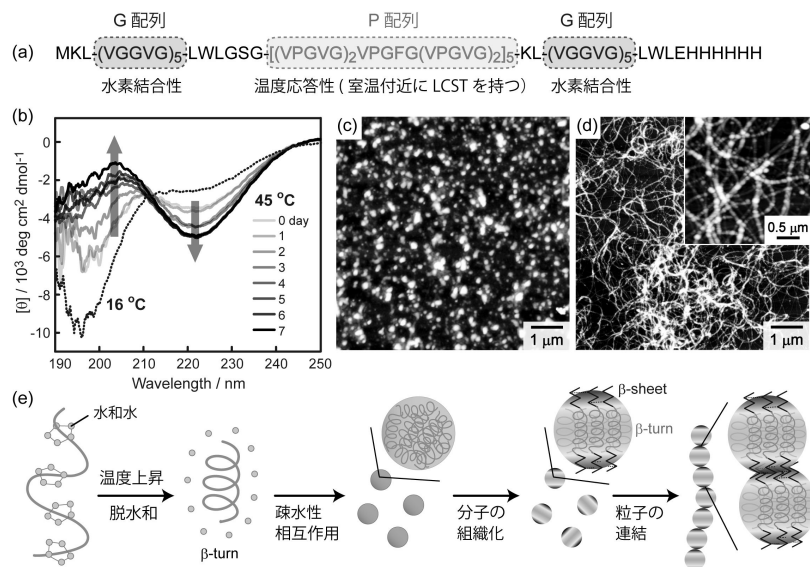 G 配列 P 配列 G 配列
(a) MKL-(VGGVG)5-LWLGSG-[(VPGVG)2VPGFG(VPGVG)2]5-KL-(VGGVG)5-LWLEHHHHHH
水素結合性 温度応答性 ( 室温付近に LCST を持つ） 水素結合性
(b)
[θ] / 10³ deg cm2 dmol-1
0
-2
-4
-6
-8
-10
190 200 210 220 230 240 250
Wavelength / nm
16 °C
45 °C
0 day
1
2
3
4
5
6
7
(c)
1 μm
(d)
0.5 μm
1 μm
(e)
水和水
温度上昇
脱水和
β-turn
疎水性
相互作用
分子の
組織化
β-sheet
β-turn
粒子の
連結